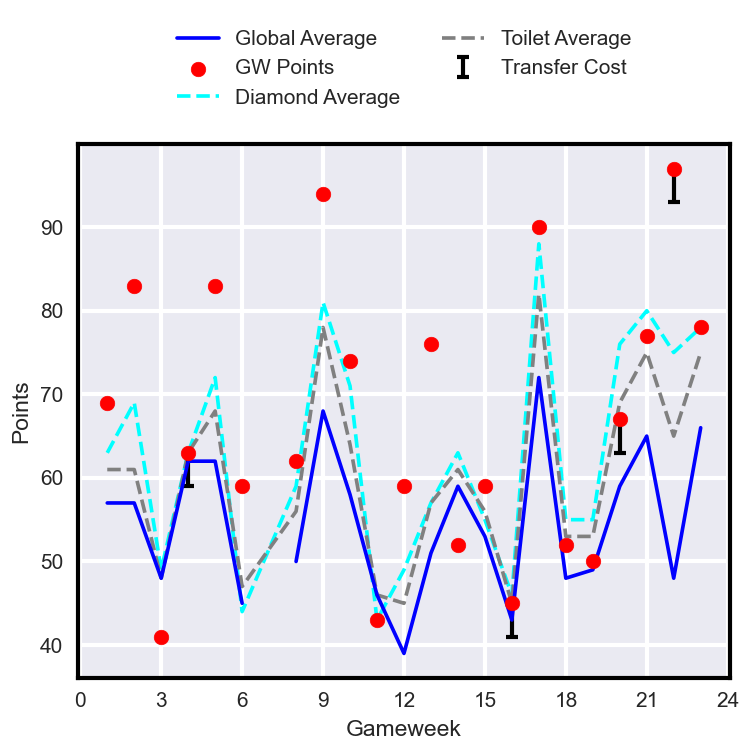 Global Average
GW Points
Diamond Average
Toilet Average
Transfer Cost
90
80
70
60
50
40
Points
0 3 6 9 12 15 18 21 24
Gameweek